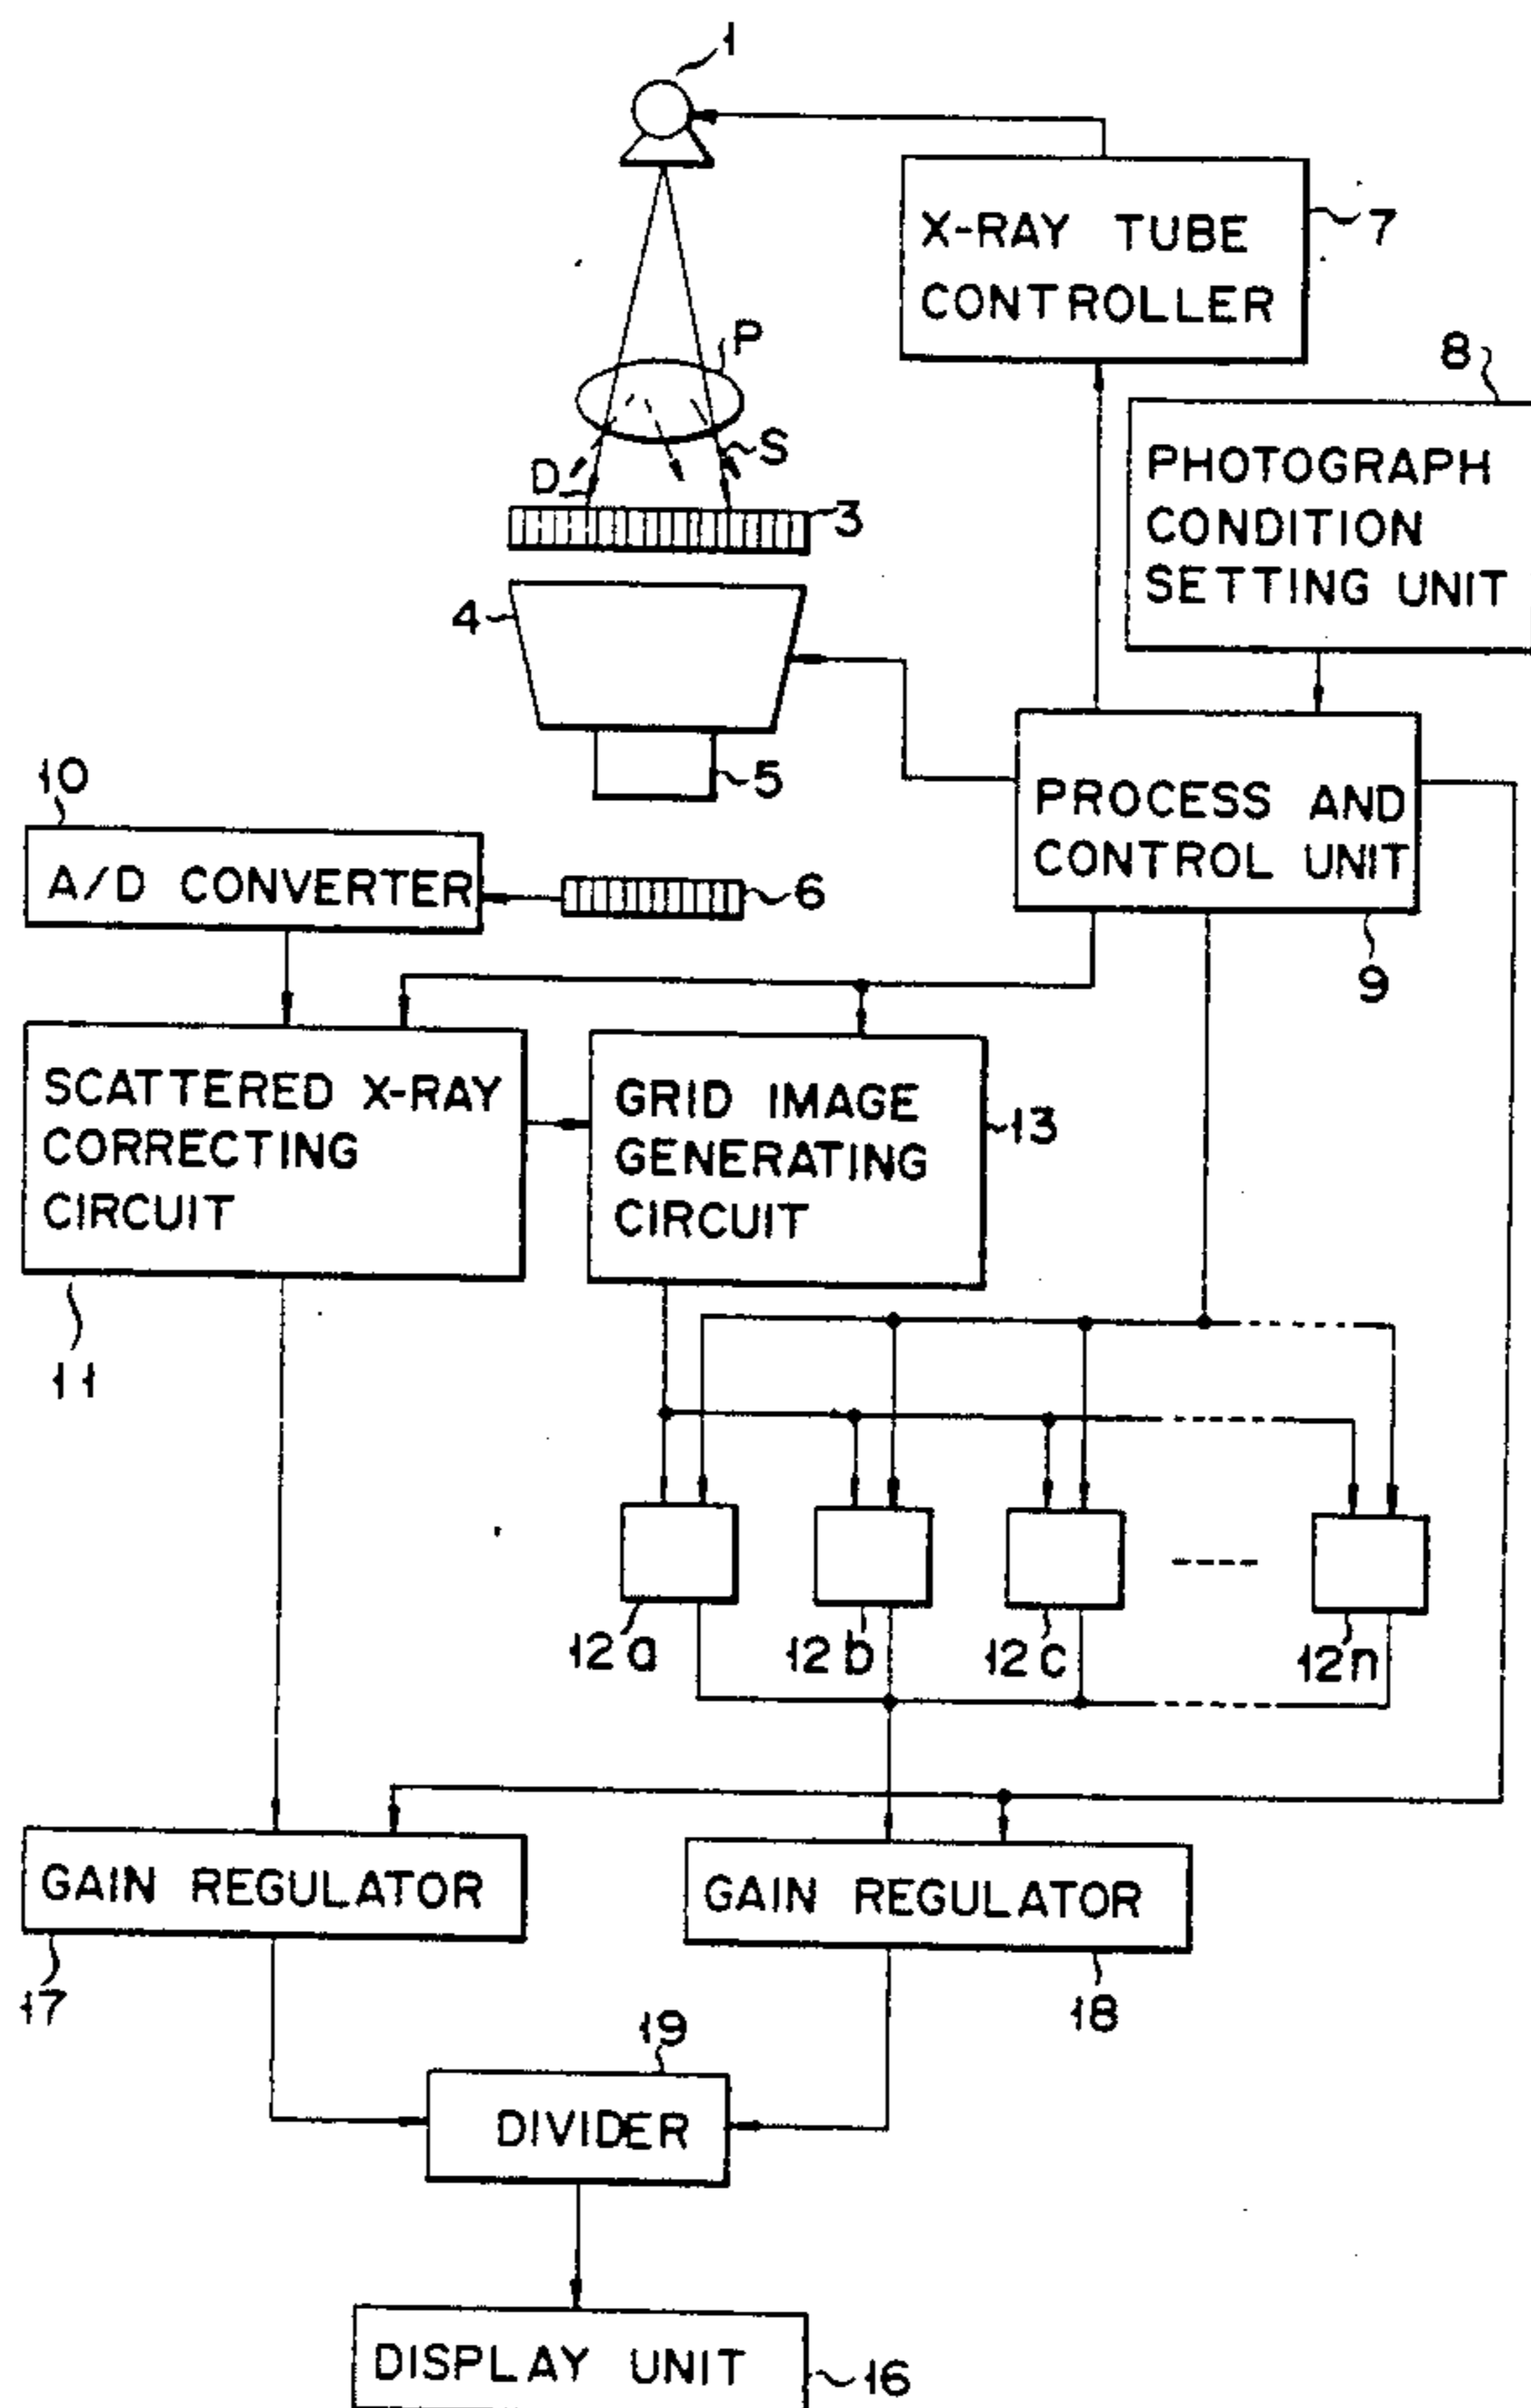 1
X-RAY TUBE
CONTROLLER
7
P
8
PHOTOGRAPH
CONDITION
SETTING UNIT
D
S
3
4
5
PROCESS AND
CONTROL UNIT
9
10
A/D CONVERTER
6
SCATTERED X-RAY
CORRECTING
CIRCUIT
11
GRID IMAGE
GENERATING
CIRCUIT
13
12a
12b
12c
12n
GAIN REGULATOR
17
GAIN REGULATOR
18
19
DIVIDER
DISPLAY UNIT
16